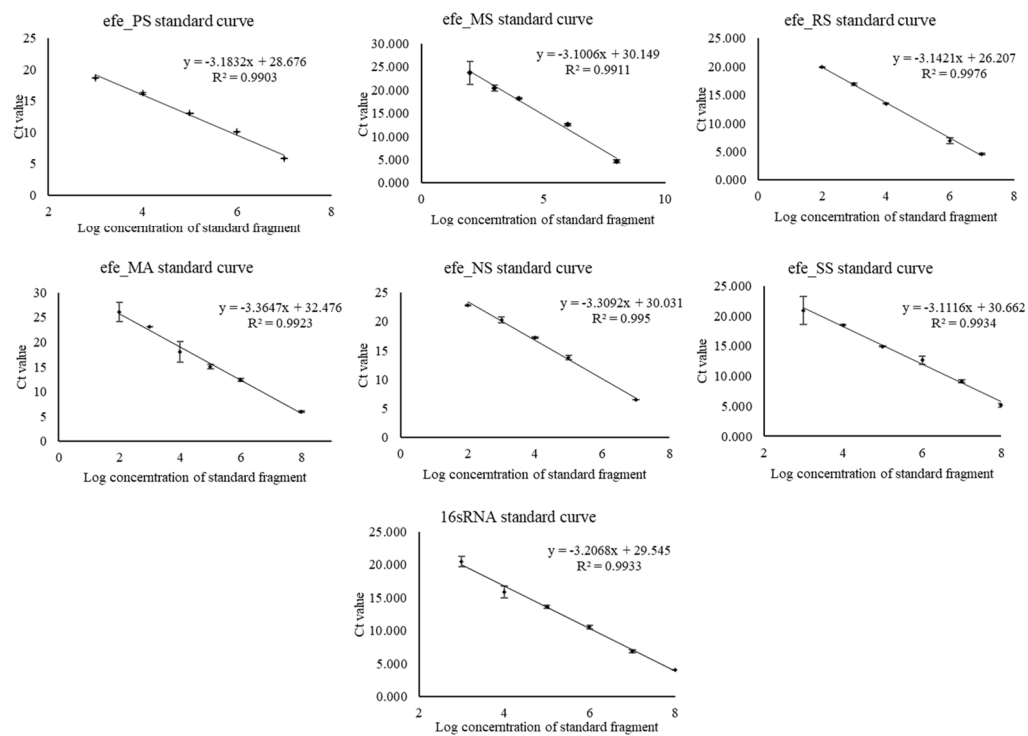 efe_PS standard curve
25
20
15
10
5
0
2
4
6
8
Ct value
y = -3.1832x + 28.676
R² = 0.9903
Log concerntration of standard fragment
efe_MS standard curve
30.000
25.000
20.000
15.000
10.000
5.000
0.000
0
5
10
Ct value
y = -3.1006x + 30.149
R² = 0.9911
Log concerntration of standard fragment
efe_RS standard curve
25.000
20.000
15.000
10.000
5.000
0.000
0
2
4
6
8
Ct value
y = -3.1421x + 26.207
R² = 0.9976
Log concerntration of standard fragment
efe_MA standard curve
30
25
20
15
10
5
0
0
2
4
6
8
Ct value
y = -3.3647x + 32.476
R² = 0.9923
Log concerntration of standard fragment
efe_NS standard curve
25
20
15
10
5
0
0
2
4
6
8
Ct value
y = -3.3092x + 30.031
R² = 0.995
Log concerntration of standard fragment
efe_SS standard curve
25.000
20.000
15.000
10.000
5.000
0.000
2
4
6
8
Ct value
y = -3.1116x + 30.662
R² = 0.9934
Log concerntration of standard fragment
16sRNA standard curve
25.000
20.000
15.000
10.000
5.000
0.000
2
4
6
8
Ct value
y = -3.2068x + 29.545
R² = 0.9933
Log concerntration of standard fragment